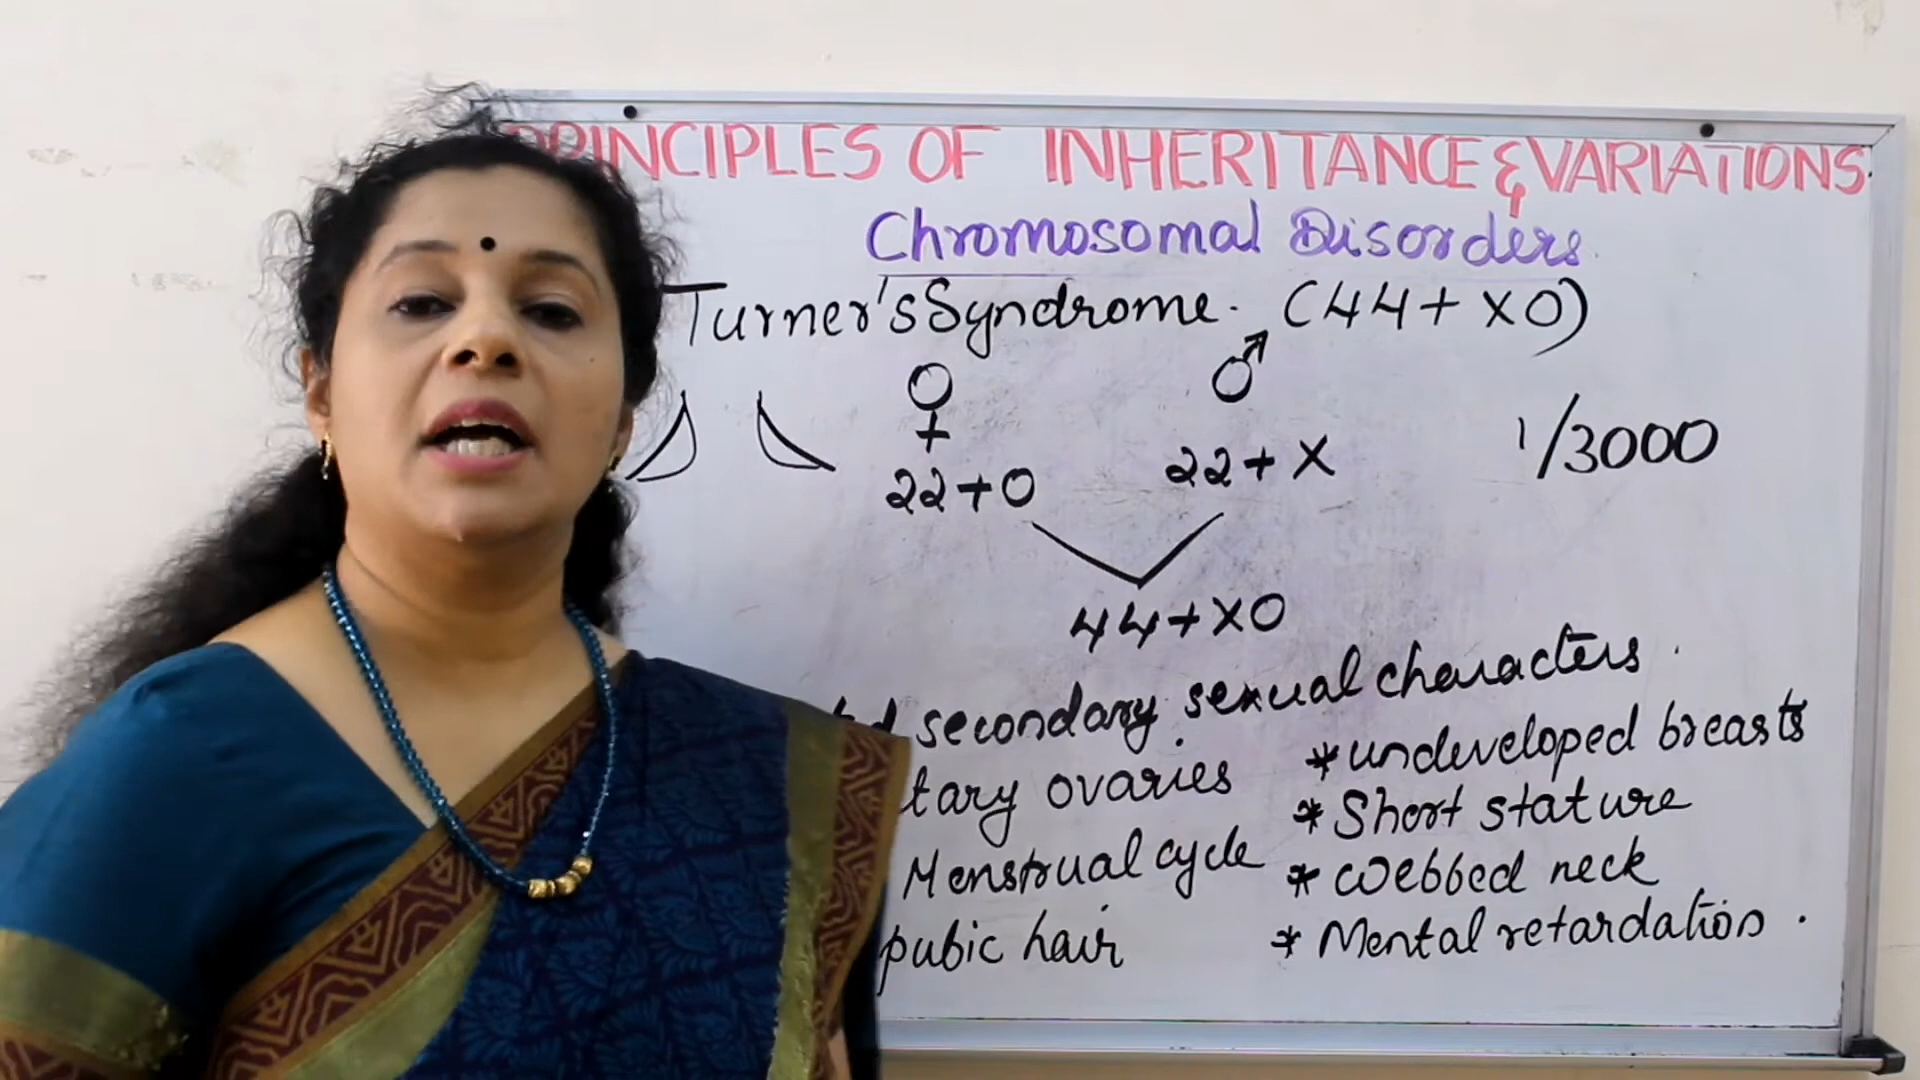 PRINCIPLES OF INHERITANCE & VARIATIONS
Chromosomal Disorders.
Turner's Syndrome. (44+XO)
♀ ♂
22+O 22+X 1/3000
44+XO
secondary sexual characters.
ovaries * undeveloped breasts
* Short stature
Menstrual cycle * webbed neck
pubic hair * Mental retardation.